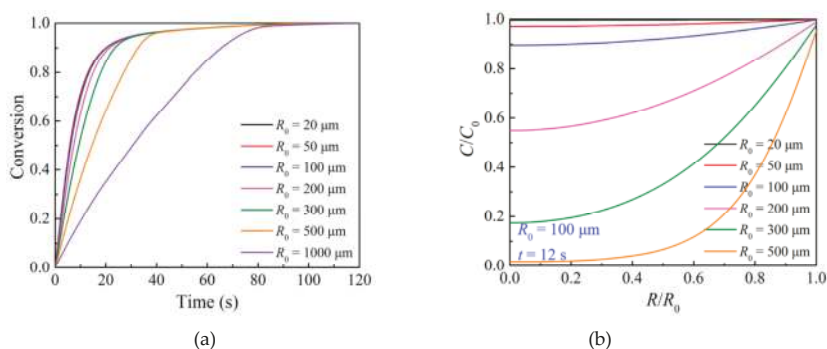 1.0
0.8
0.6
0.4
0.2
0.0
Conversion
R₀ = 20 μm
R₀ = 50 μm
R₀ = 100 μm
R₀ = 200 μm
R₀ = 300 μm
R₀ = 500 μm
R₀ = 1000 μm
0 20 40 60 80 100 120
Time (s)
(a)
1.0
0.8
0.6
0.4
0.2
0.0
C/C₀
R₀ = 20 μm
R₀ = 50 μm
R₀ = 100 μm
R₀ = 200 μm
R₀ = 300 μm
R₀ = 500 μm
R₀ = 100 μm
t = 12 s
0.0 0.2 0.4 0.6 0.8 1.0
R/R₀
(b)